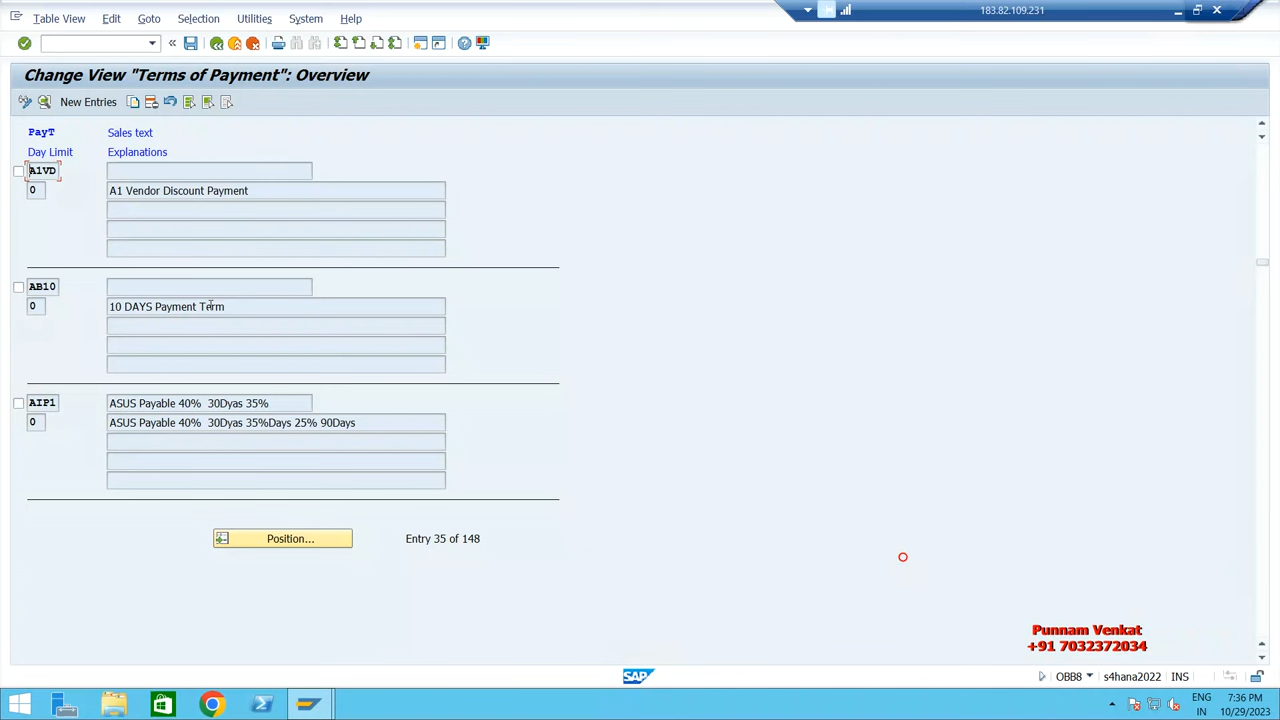 183.82.109.231
Table View Edit Goto Selection Utilities System Help
Change View "Terms of Payment": Overview
New Entries
PayT Sales text
Day Limit Explanations
A1VD
0 A1 Vendor Discount Payment
AB10
0 10 DAYS Payment Term
AIP1 ASUS Payable 40%  30Dyas 35%
0 ASUS Payable 40%  30Dyas 35%Days 25% 90Days
Position... Entry 35 of 148
Punnam Venkat
+91 7032372034
SAP OBB8 s4hana2022 INS
ENG 7:36 PM
IN 10/29/2023